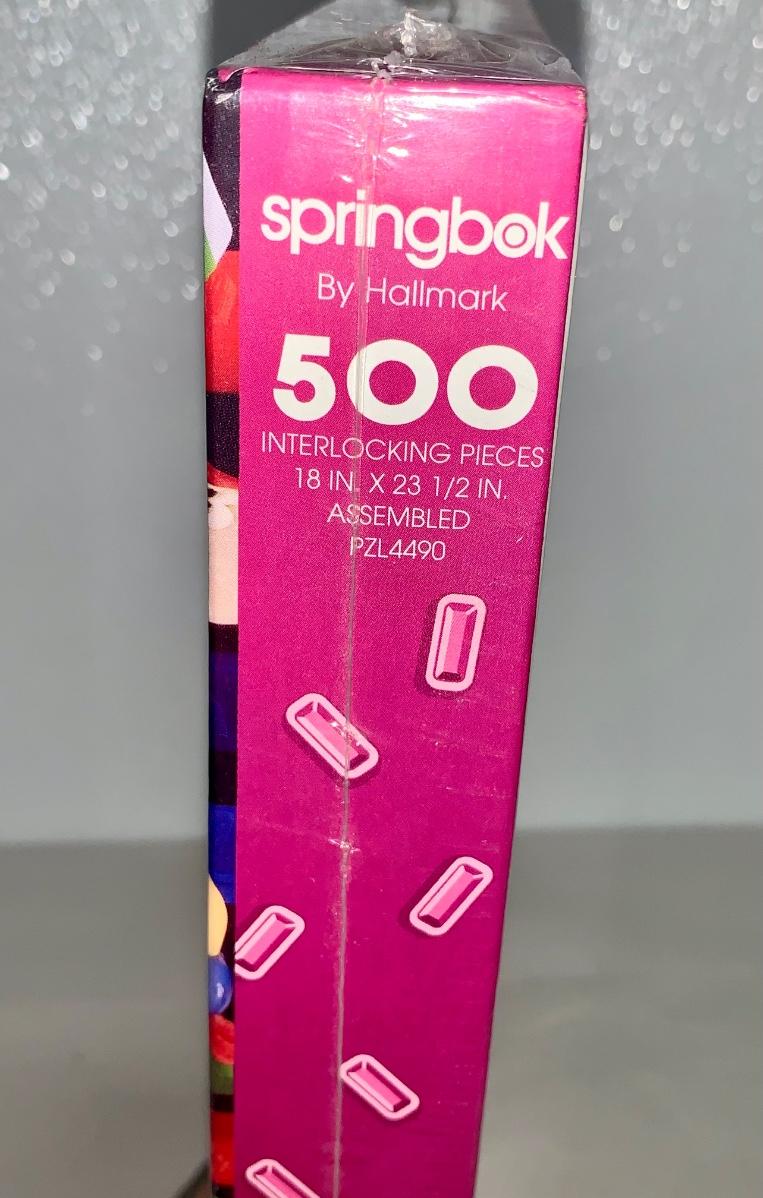 springbok
By Hallmark
500
INTERLOCKING PIECES
18 IN. X 23 1/2 IN.
ASSEMBLED
PZL4490